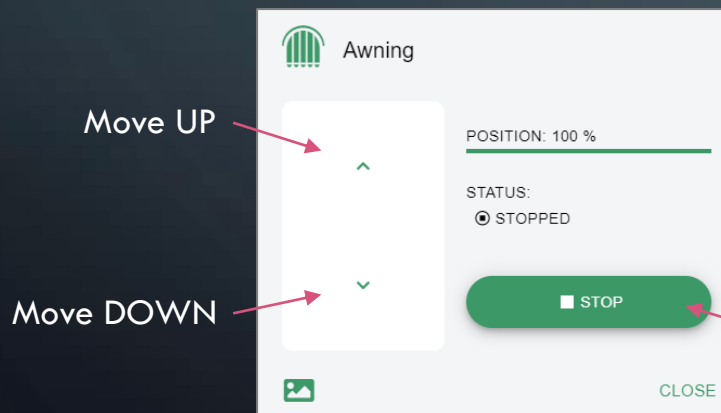 Awning
Move UP
POSITION: 100 %
STATUS:
STOPPED
Move DOWN
STOP
CLOSE